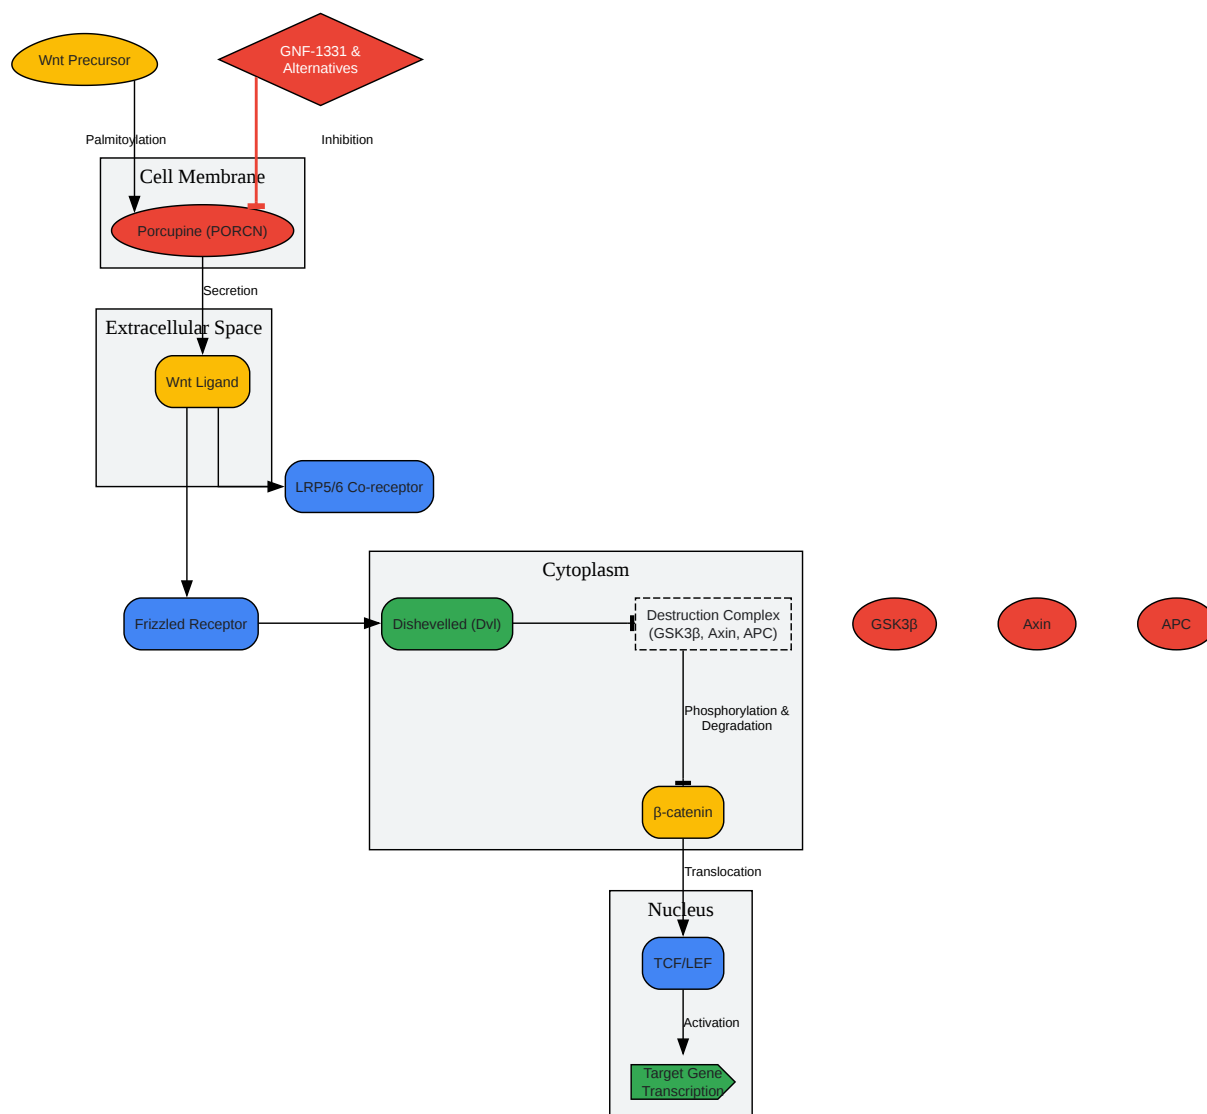 Wnt Precursor
GNF-1331 &
Alternatives
Palmitoylation
Inhibition
Cell Membrane
Porcupine (PORCN)
Secretion
Extracellular Space
Wnt Ligand
LRP5/6 Co-receptor
Cytoplasm
Frizzled Receptor
Dishevelled (Dvl)
Destruction Complex
(GSK3β, Axin, APC)
GSK3β
Axin
APC
Phosphorylation &
Degradation
β-catenin
Translocation
Nucleus
TCF/LEF
Activation
Target Gene
Transcription